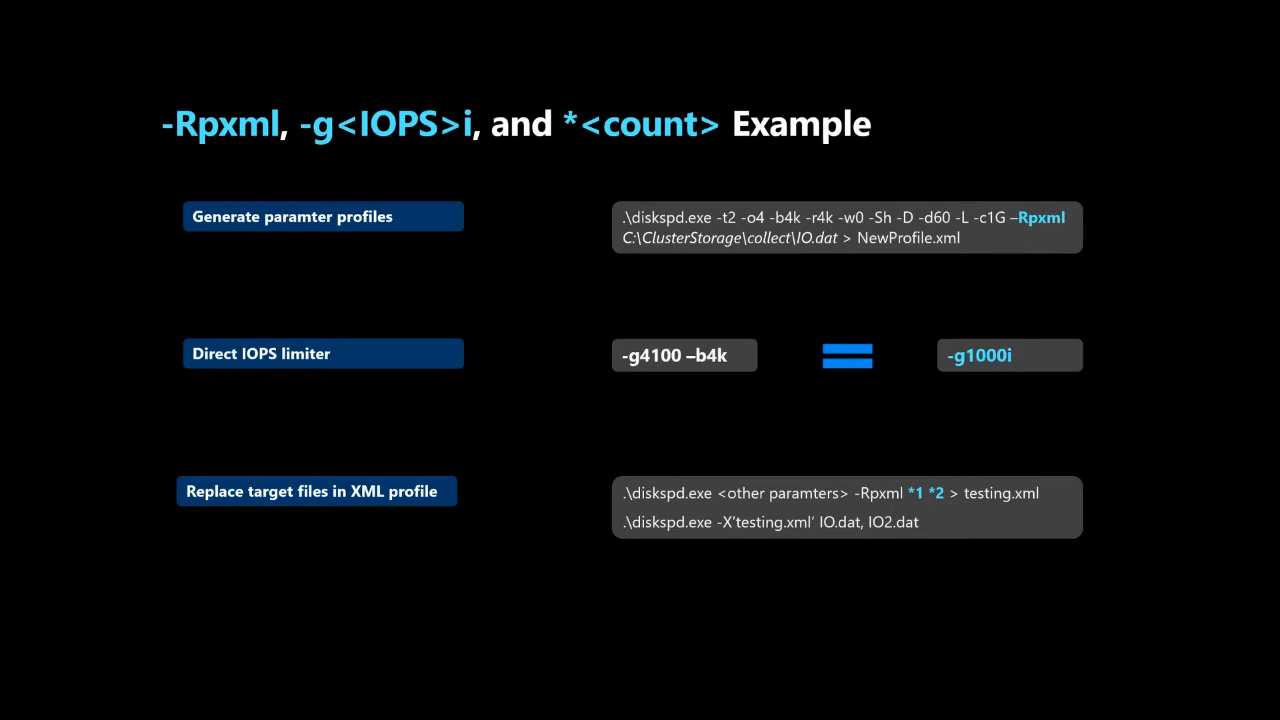 -Rpxml, -g<IOPS>i, and *<count> Example
Generate paramter profiles
.\diskspd.exe -t2 -o4 -b4k -r4k -w0 -Sh -D -d60 -L -c1G –Rpxml
C:\ClusterStorage\collect\IO.dat > NewProfile.xml
Direct IOPS limiter
-g4100 –b4k
-g1000i
Replace target files in XML profile
.\diskspd.exe <other paramters> -Rpxml *1 *2 > testing.xml
.\diskspd.exe -X’testing.xml’ IO.dat, IO2.dat